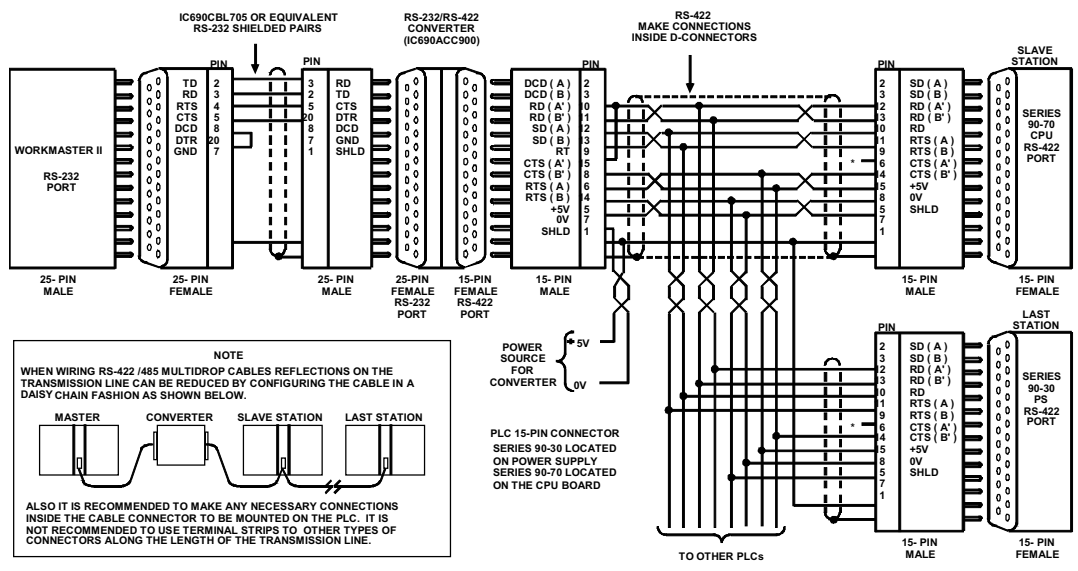 IC690CBL705 OR EQUIVALENT
RS-232 SHIELDED PAIRS
RS-232/RS-422
CONVERTER
(IC690ACC900)
RS-422
MAKE CONNECTIONS
INSIDE D-CONNECTORS
SLAVE
STATION
WORKMASTER II
RS-232
PORT
25- PIN
MALE
PIN
TD 2
RD 3
RTS 4
CTS 5
DCD 8
DTR 20
GND 7
25- PIN
FEMALE
PIN
3 RD
2 TD
5 CTS
20 DTR
8 DCD
7 GND
1 SHLD
25- PIN
MALE
25-PIN
FEMALE
RS-232
PORT
15-PIN
FEMALE
RS-422
PORT
PIN
DCD ( A ) 2
DCD ( B ) 3
RD ( A' ) 10
RD ( B' ) 11
SD ( A ) 12
SD ( B ) 13
RT 9
CTS ( A' ) 15
CTS ( B' ) 8
RTS ( A ) 6
RTS ( B ) 14
+5V 5
0V 7
SHLD 1
15- PIN
MALE
PIN
2 SD ( A )
3 SD ( B )
12 RD ( A' )
13 RD ( B' )
10 RD
11 RTS ( A )
9 RTS ( B )
* 6 CTS ( A' )
14 CTS ( B' )
15 +5V
8 0V
5 SHLD
7
1
15- PIN
MALE
SERIES
90-70
CPU
RS-422
PORT
15- PIN
FEMALE
LAST
STATION
PIN
2 SD ( A )
3 SD ( B )
12 RD ( A' )
13 RD ( B' )
10 RD
11 RTS ( A )
9 RTS ( B )
* 6 CTS ( A' )
14 CTS ( B' )
15 +5V
8 0V
5 SHLD
7
1
15- PIN
MALE
SERIES
90-30
PS
RS-422
PORT
15- PIN
FEMALE
POWER
SOURCE
FOR
CONVERTER
+ 5V
0V
PLC 15-PIN CONNECTOR
SERIES 90-30 LOCATED
ON POWER SUPPLY
SERIES 90-70 LOCATED
ON THE CPU BOARD
TO OTHER PLCs
NOTE
WHEN WIRING RS-422 /485 MULTIDROP CABLES REFLECTIONS ON THE
TRANSMISSION LINE CAN BE REDUCED BY CONFIGURING THE CABLE IN A
DAISY CHAIN FASHION AS SHOWN BELOW.
MASTER
CONVERTER
SLAVE STATION
LAST STATION
ALSO IT IS RECOMMENDED TO MAKE ANY NECESSARY CONNECTIONS
INSIDE THE CABLE CONNECTOR TO BE MOUNTED ON THE PLC. IT IS
NOT RECOMMENDED TO USE TERMINAL STRIPS TO OTHER TYPES OF
CONNECTORS ALONG THE LENGTH OF THE TRANSMISSION LINE.